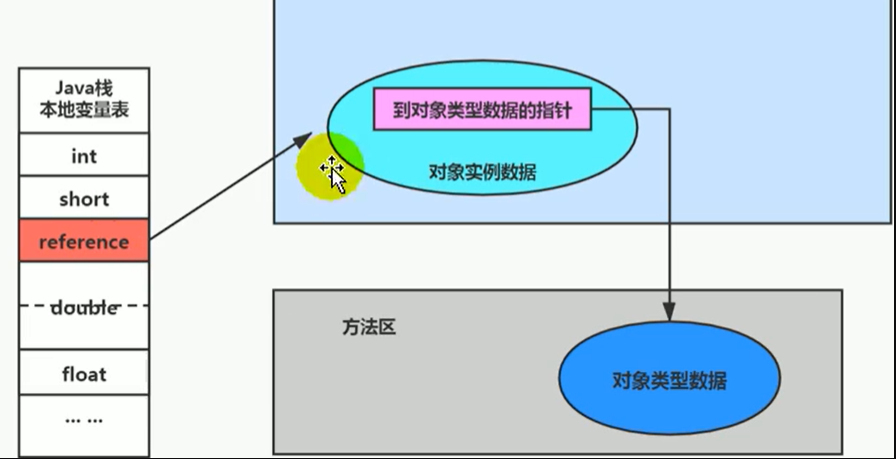 Java栈
本地变量表
int
short
reference
double
float
... ...
到对象类型数据的指针
对象实例数据
方法区
对象类型数据